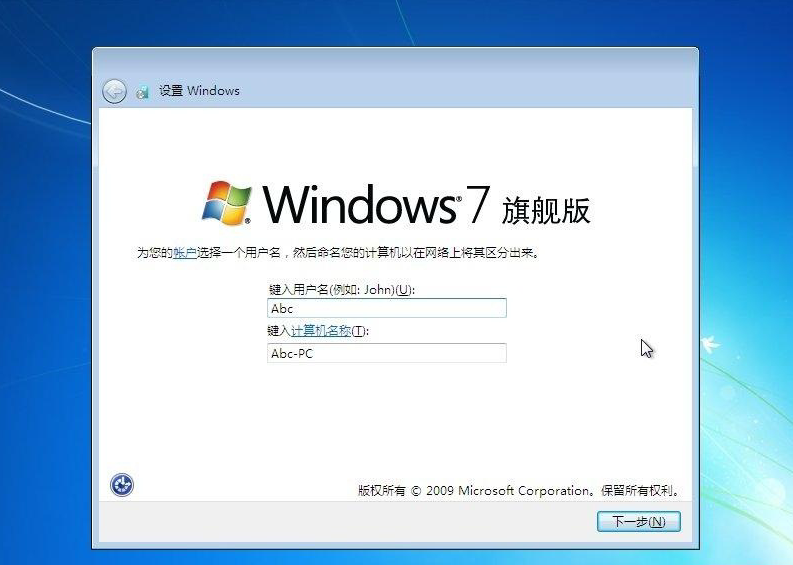 设置 Windows
Windows® 7 旗舰版
为您的帐户选择一个用户名，然后命名您的计算机以在网络上将其区分出来。
键入用户名(例如: John)(U):
Abc
键入计算机名称(T):
Abc-PC
版权所有 © 2009 Microsoft Corporation。保留所有权利。
下一步(N)